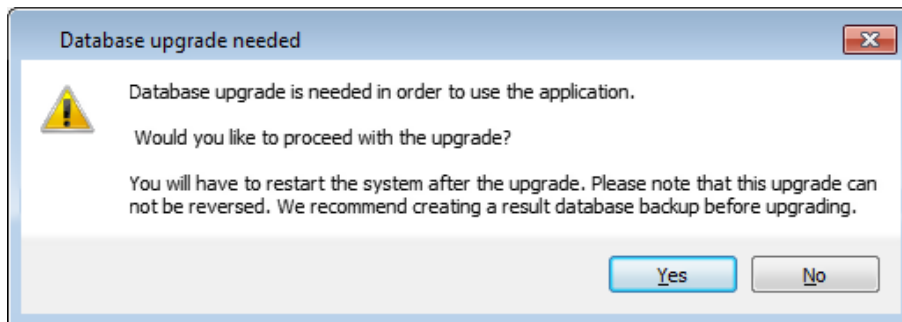 Database upgrade needed
Database upgrade is needed in order to use the application.
Would you like to proceed with the upgrade?
You will have to restart the system after the upgrade. Please note that this upgrade can
not be reversed. We recommend creating a result database backup before upgrading.
Yes
No